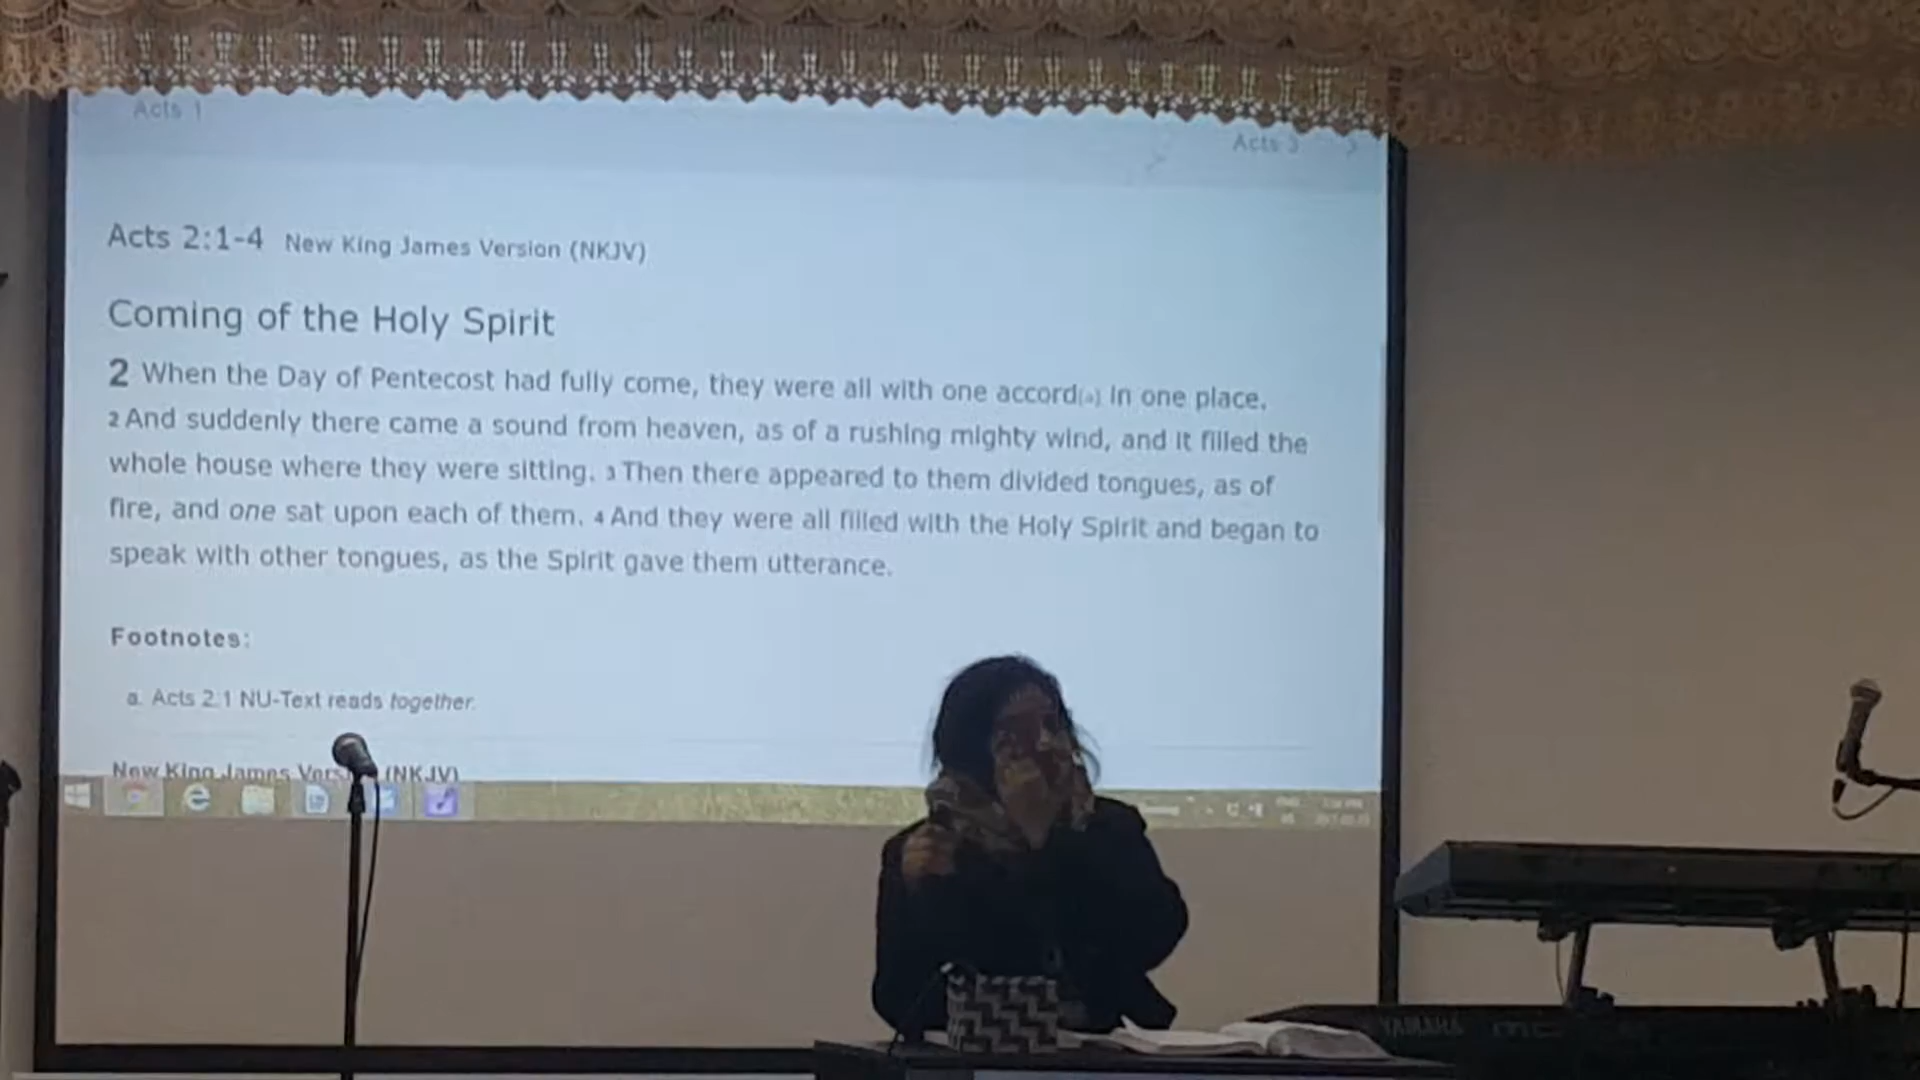 Acts 1
Acts 3
Acts 2:1-4 New King James Version (NKJV)
Coming of the Holy Spirit
2 When the Day of Pentecost had fully come, they were all with one accord[a] in one place.
2 And suddenly there came a sound from heaven, as of a rushing mighty wind, and it filled the
whole house where they were sitting. 3 Then there appeared to them divided tongues, as of
fire, and one sat upon each of them. 4 And they were all filled with the Holy Spirit and began to
speak with other tongues, as the Spirit gave them utterance.
Footnotes:
a. Acts 2:1 NU-Text reads together.
New King James Version (NKJV)
YAMAHA